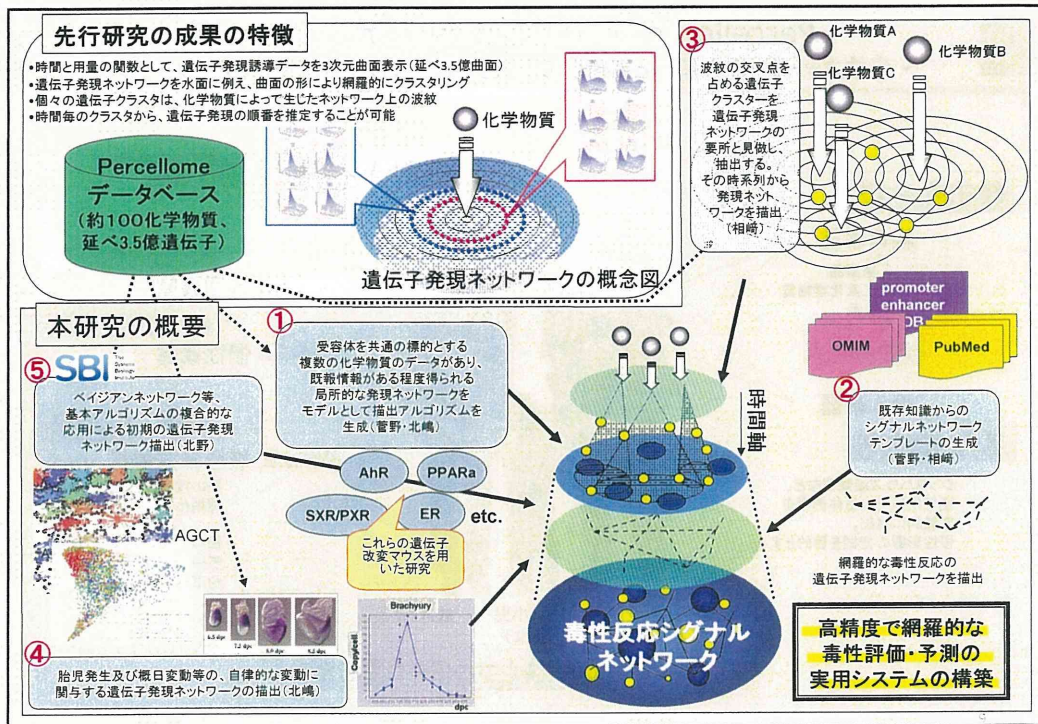 先行研究の成果の特徴
•時間と用量の関数として、遺伝子発現誘導データを3次元曲面表示(延べ3.5億曲面)
•遺伝子発現ネットワークを水面に例え、曲面の形により網羅的にクラスタリング
•個々の遺伝子クラスタは、化学物質によって生じたネットワーク上の波紋
•時間毎のクラスタから、遺伝子発現の順番を推定することが可能
化学物質
Percellome
データベース
(約100化学物質、
延べ3.5億遺伝子)
遺伝子発現ネットワークの概念図
③
波紋の交叉点を
占める遺伝子
クラスターを
遺伝子発現
ネットワークの
要所と見做し、
抽出する。
その時系列から
発現ネット
ワークを描出
(相﨑)
化学物質A
化学物質B
化学物質C
本研究の概要
①
受容体を共通の標的とする
複数の化学物質のデータがあり、
既報情報がある程度得られる
局所的な発現ネットワークを
モデルとして描出アルゴリズムを
生成(菅野・北嶋)
promoter
enhancer
DB
OMIM
PubMed
②
既存知識からの
シグナルネットワーク
テンプレートの生成
(菅野・相﨑)
時間軸
⑤
SBI
The
Systems
Biology
Institute
ベイジアンネットワーク等、
基本アルゴリズムの複合的な
応用による初期の遺伝子発現
ネットワーク描出(北野)
AGCT
AhR
PPARa
SXR/PXR
ER
etc.
これらの遺伝子
改変マウスを用
いた研究
網羅的な毒性反応の
遺伝子発現ネットワークを描出
6.5 dpc
7.5 dpc
Brachyury
Copy/cell
dpc
毒性反応シグナル
ネットワーク
④
胎児発生及び概日変動等の、自律的な変動に
関与する遺伝子発現ネットワークの描出(北嶋)
高精度で網羅的な
毒性評価・予測の
実用システムの構築